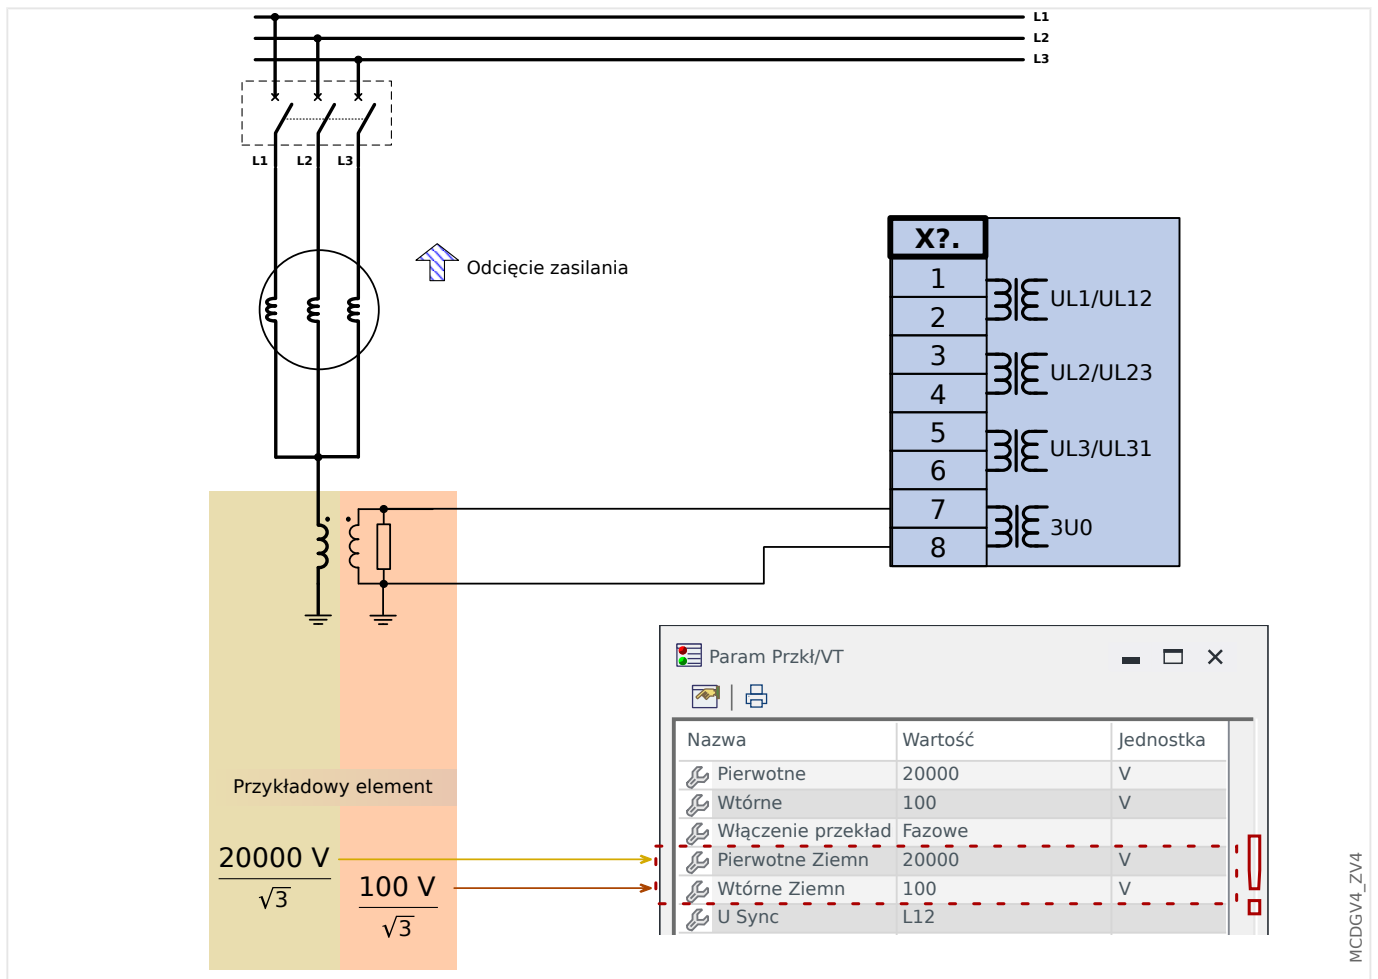 L1
L2
L3
L1 L2 L3
Odcięcie zasilania
X?.
1
2
3
4
5
6
7
8
UL1/UL12
UL2/UL23
UL3/UL31
3U0
Przykładowy element
20000 V
√3
100 V
√3
Param Przkł/VT
Nazwa Wartość Jednostka
Pierwotne 20000 V
Wtórne 100 V
Włączenie przekład Fazowe
Pierwotne Ziemn 20000 V
Wtórne Ziemn 100 V
U Sync L12
MCDGV4_ZV4